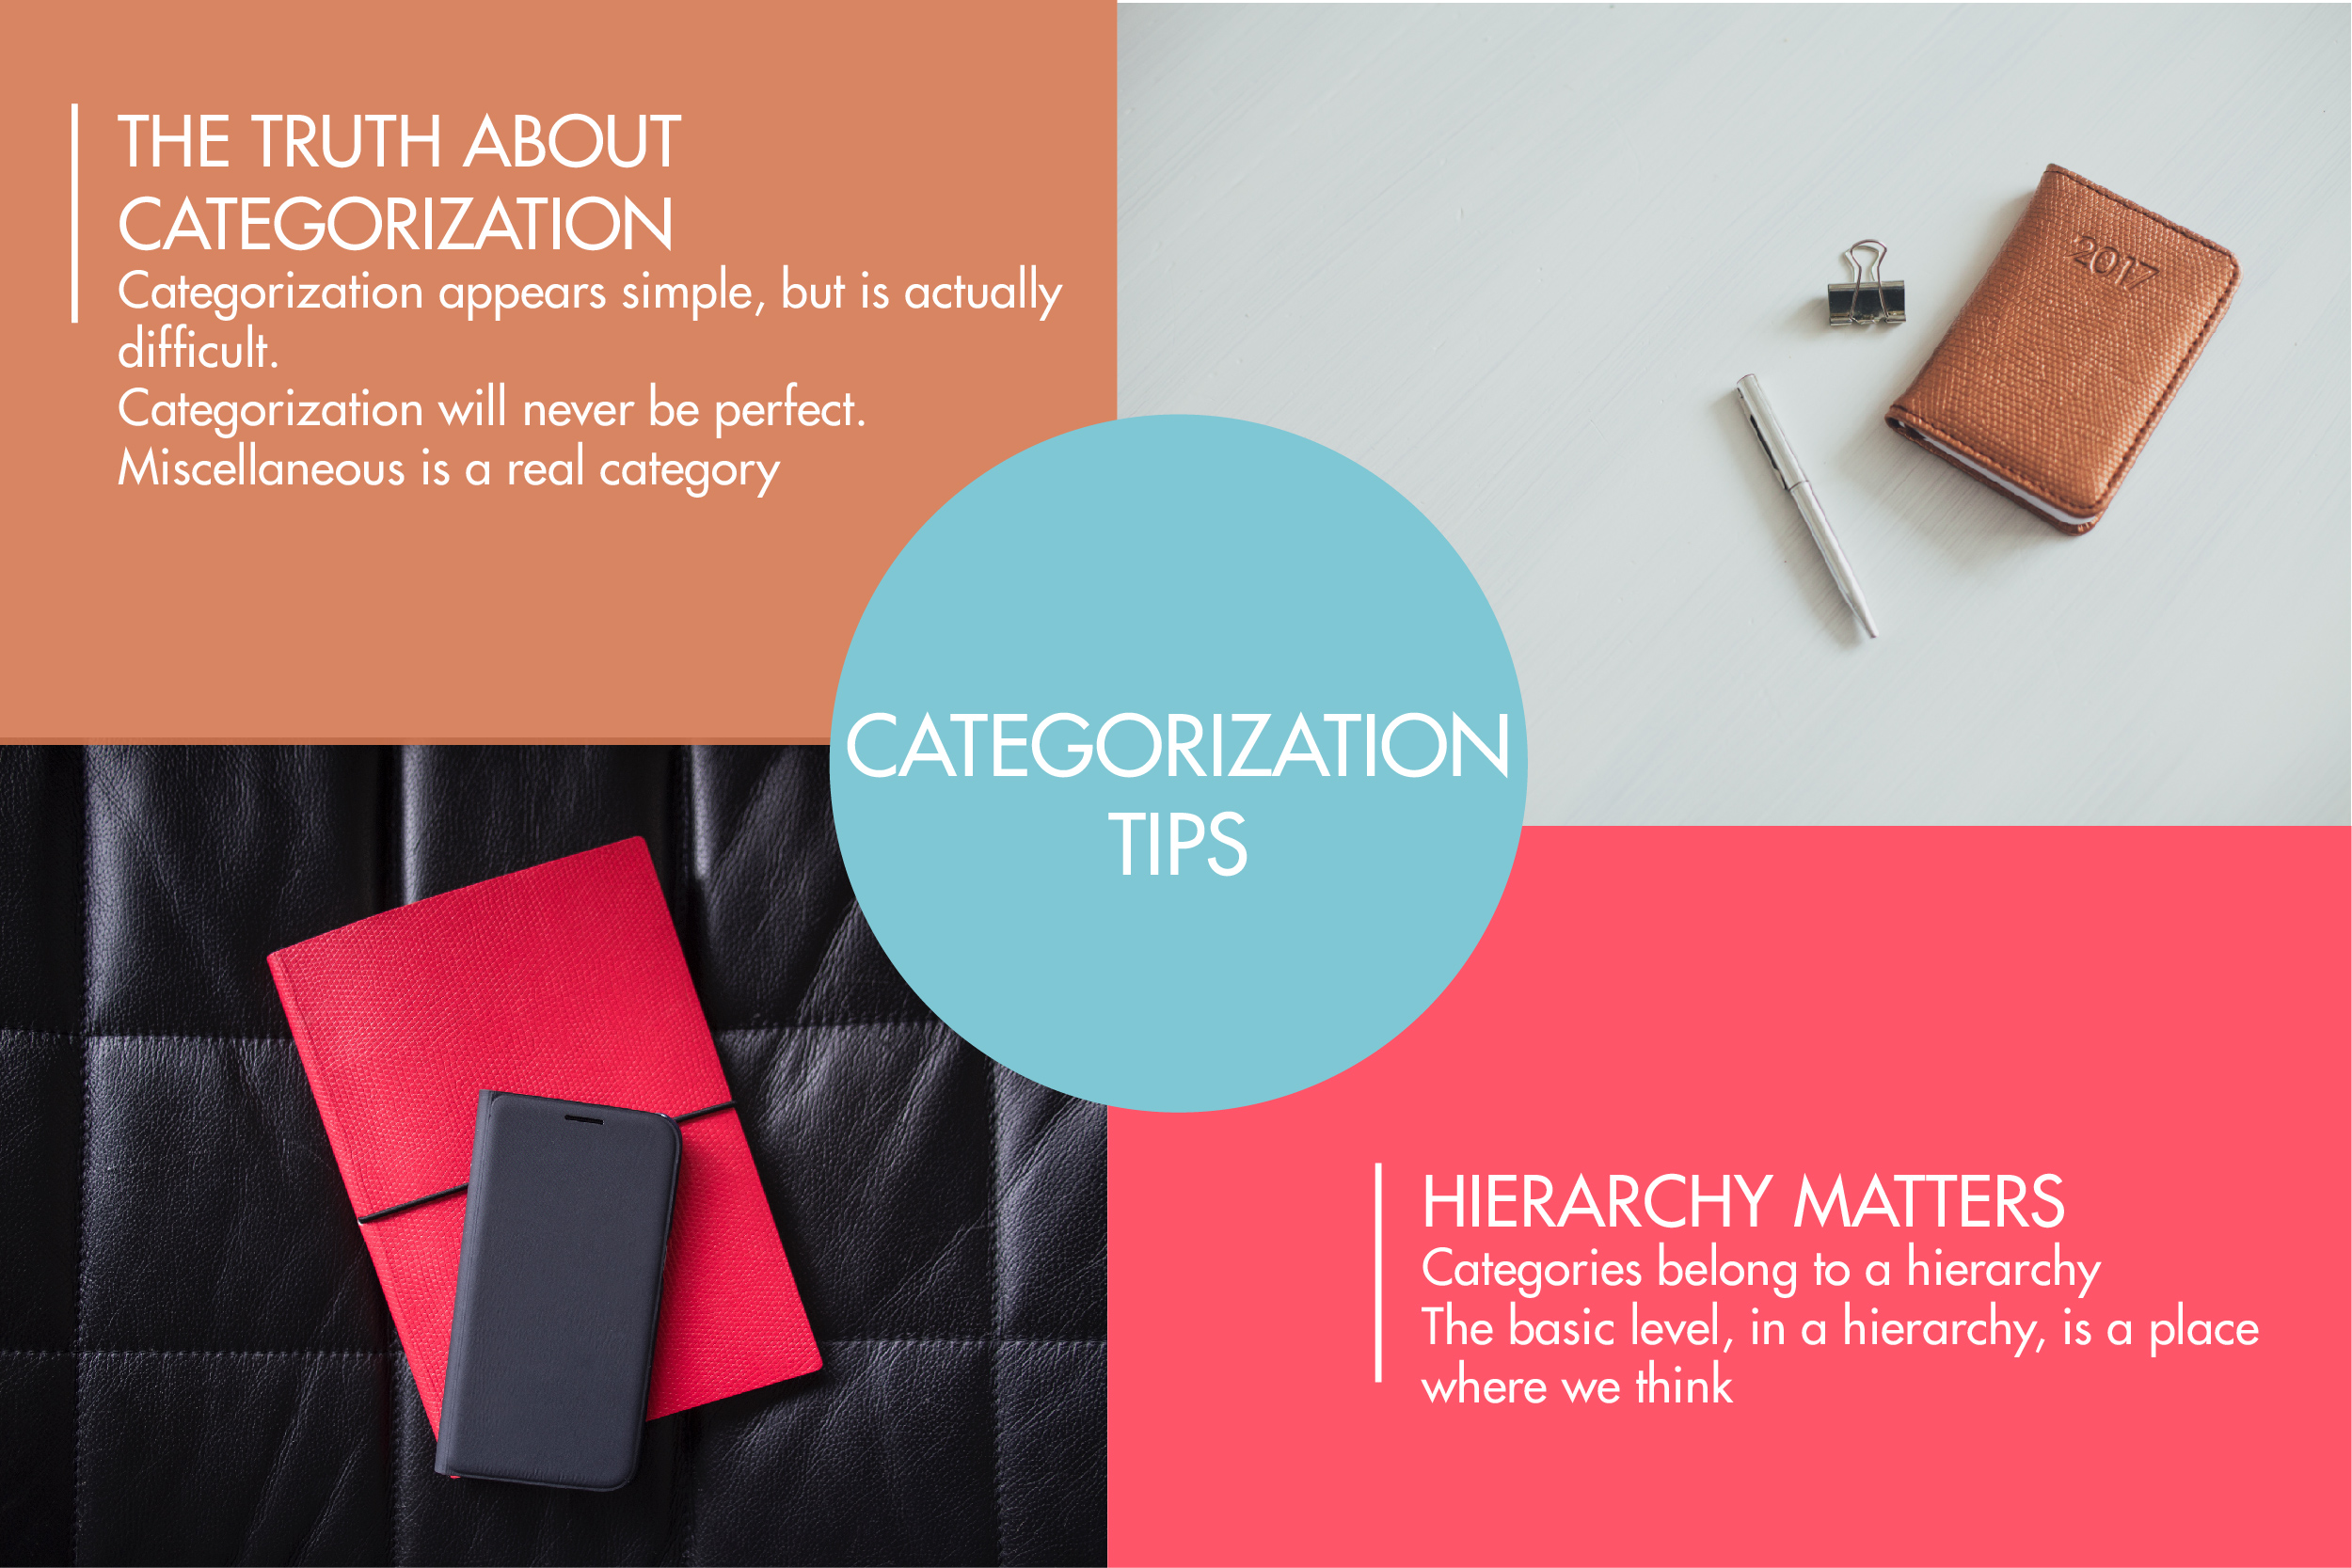 THE TRUTH ABOUT
CATEGORIZATION
Categorization appears simple, but is actually
difficult.
Categorization will never be perfect.
Miscellaneous is a real category
2017
CATEGORIZATION
TIPS
HIERARCHY MATTERS
Categories belong to a hierarchy
The basic level, in a hierarchy, is a place
where we think